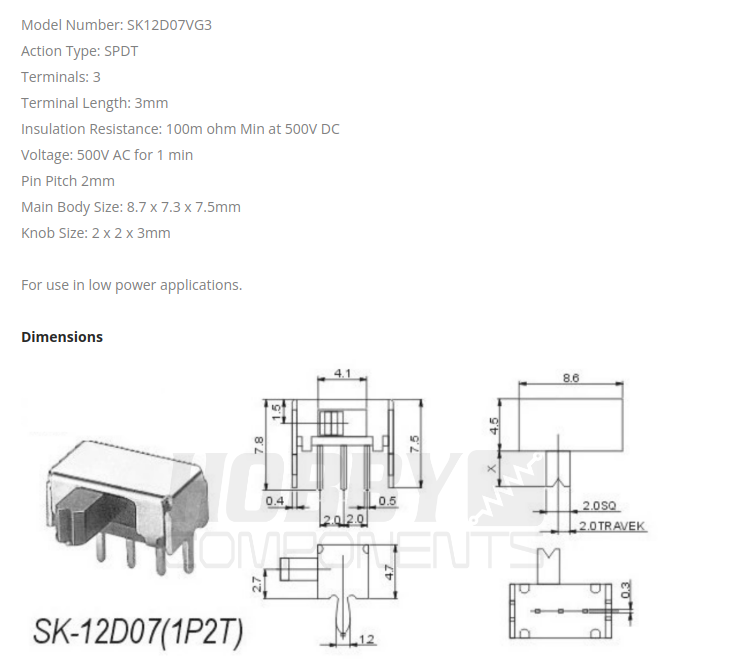 Model Number: SK12D07VG3
Action Type: SPDT
Terminals: 3
Terminal Length: 3mm
Insulation Resistance: 100m ohm Min at 500V DC
Voltage: 500V AC for 1 min
Pin Pitch 2mm
Main Body Size: 8.7 x 7.3 x 7.5mm
Knob Size: 2 x 2 x 3mm
For use in low power applications.
Dimensions
4.1
1.5
7.8
7.5
0.4
0.5
2.0
2.0
8.6
4.5
X
2.0SQ
2.0TRAVEK
HOBBY
COMPONENTS
2.7
4.7
1.2
0.3
SK-12D07(1P2T)